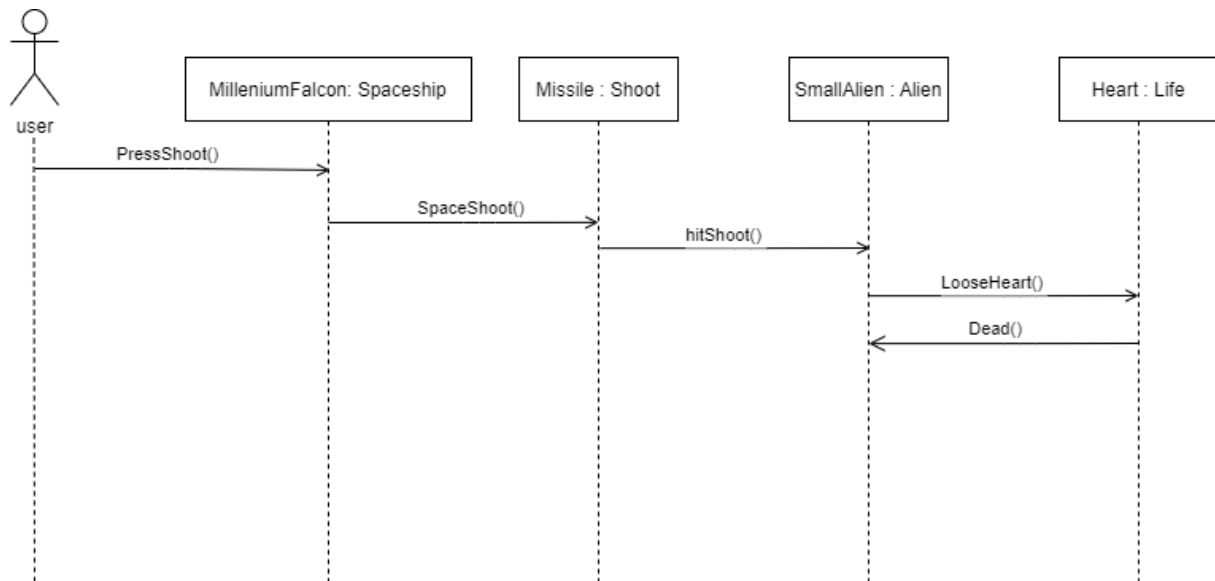 MilleniumFalcon: Spaceship
Missile : Shoot
SmallAlien : Alien
Heart : Life
user
PressShoot()
SpaceShoot()
hitShoot()
LooseHeart()
Dead()